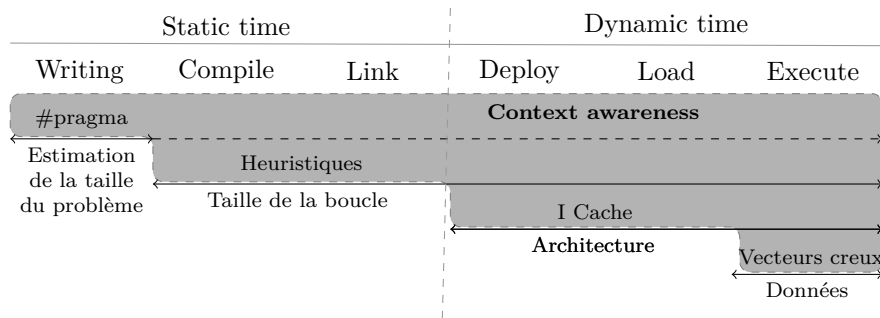 Static time Dynamic time
Writing Compile Link Deploy Load Execute
#pragma Context awareness
Estimation
de la taille
du problème
Heuristiques
Taille de la boucle
I Cache
Architecture
Vecteurs creux
Données